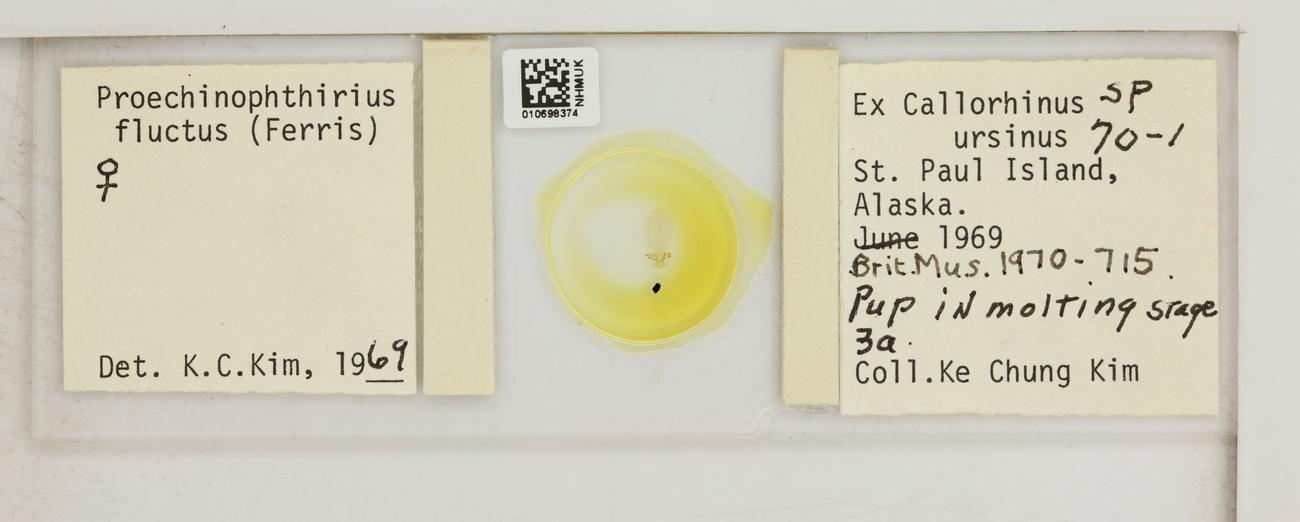 Proechinophthirius
fluctus (Ferris)
♀
Det. K.C.Kim, 1969
NHMUK
010698374
Ex Callorhinus SP
ursinus 70-1
St. Paul Island,
Alaska.
June 1969
Brit.Mus. 1970-715.
Pup in molting stage
3a.
Coll.Ke Chung Kim